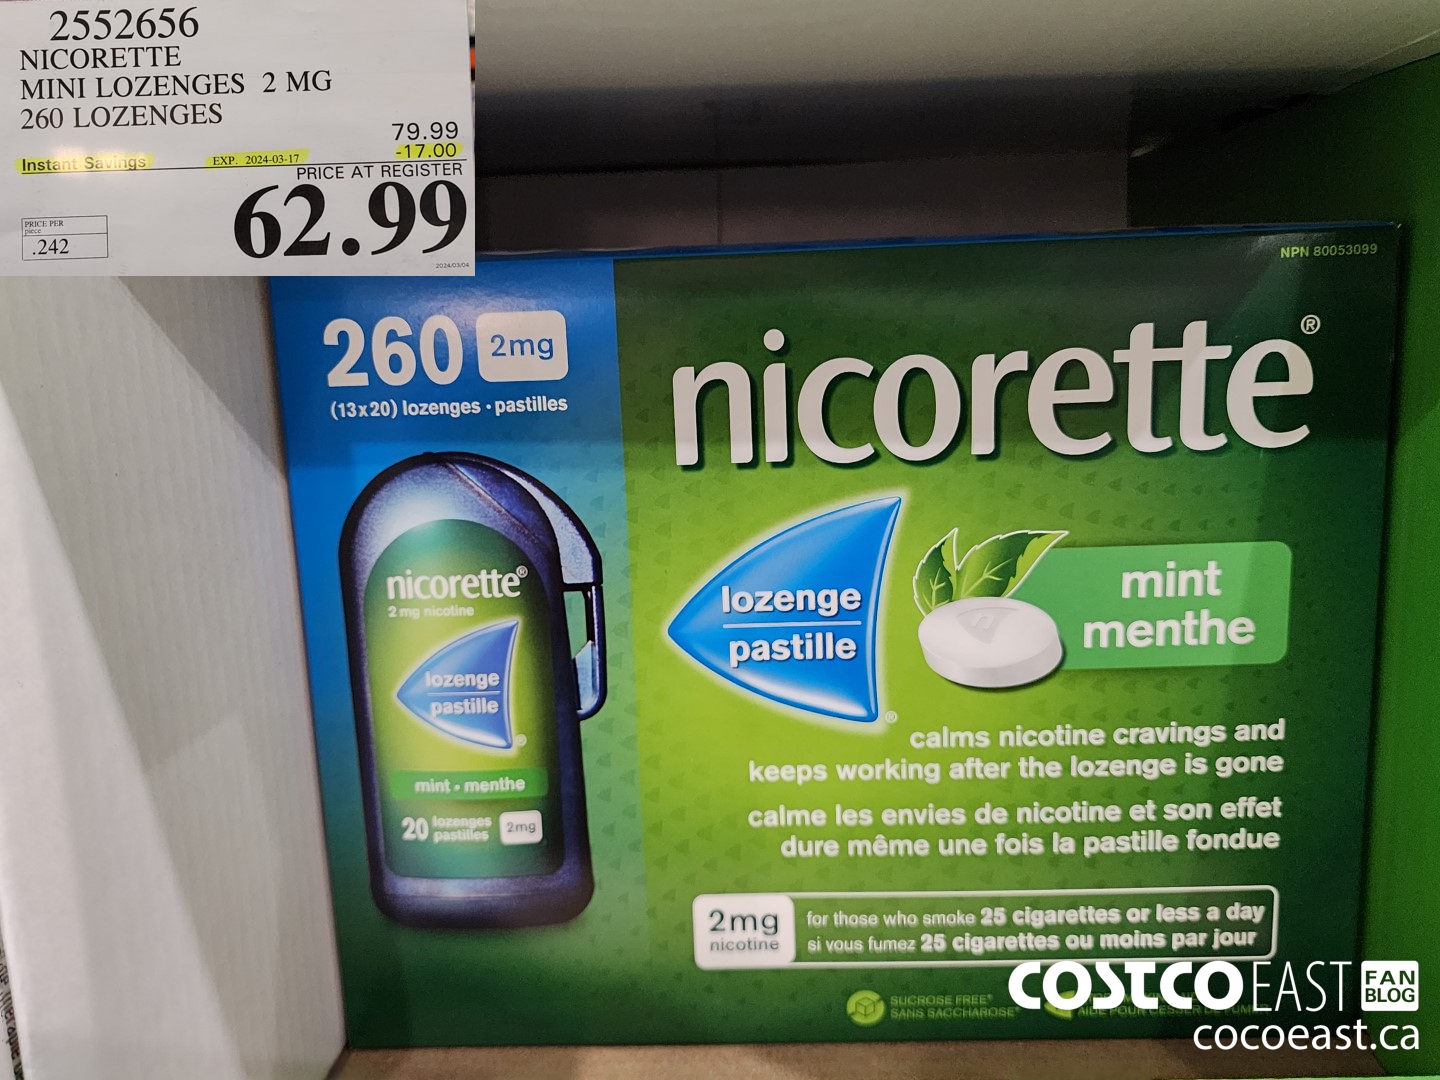 2552656
NICORETTE
MINI LOZENGES 2 MG
260 LOZENGES
79.99
Instant Savings EXP. 2024-03-17 -17.00
PRICE AT REGISTER
62.99
PRICE PER
piece
.242
2024/03/04
NPN 80053099
260 2mg
(13x20) lozenges • pastilles
nicorette®
2 mg nicotine
lozenge
pastille
®
mint • menthe
20 lozenges
pastilles
2mg
nicorette®
lozenge
pastille
®
mint
menthe
calms nicotine cravings and
keeps working after the lozenge is gone
calme les envies de nicotine et son effet
dure même une fois la pastille fondue
2mg
nicotine
for those who smoke 25 cigarettes or less a day
si vous fumez 25 cigarettes ou moins par jour
SUCROSE FREE*
SANS SACCHAROSE*
AIDE POUR CESSER DE FUMER
COSTCO EAST FAN
BLOG
cocoeast.ca